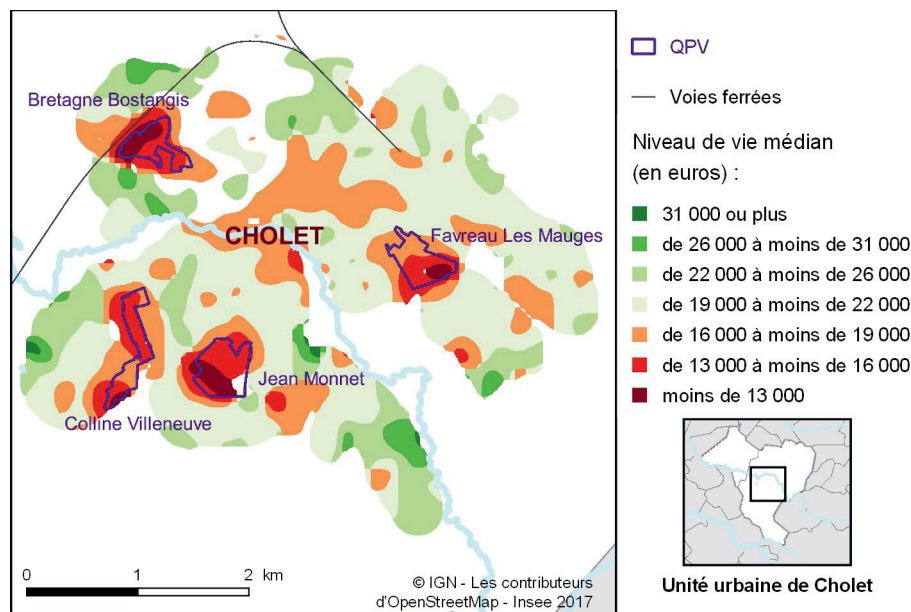 Bretagne Bostangis
CHOLET
Favreau Les Mauges
Jean Monnet
Colline Villeneuve
0 1 2 km
© IGN - Les contributeurs
d'OpenStreetMap - Insee 2017
QPV
Voies ferrées
Niveau de vie médian
(en euros) :
31 000 ou plus
de 26 000 à moins de 31 000
de 22 000 à moins de 26 000
de 19 000 à moins de 22 000
de 16 000 à moins de 19 000
de 13 000 à moins de 16 000
moins de 13 000
Unité urbaine de Cholet